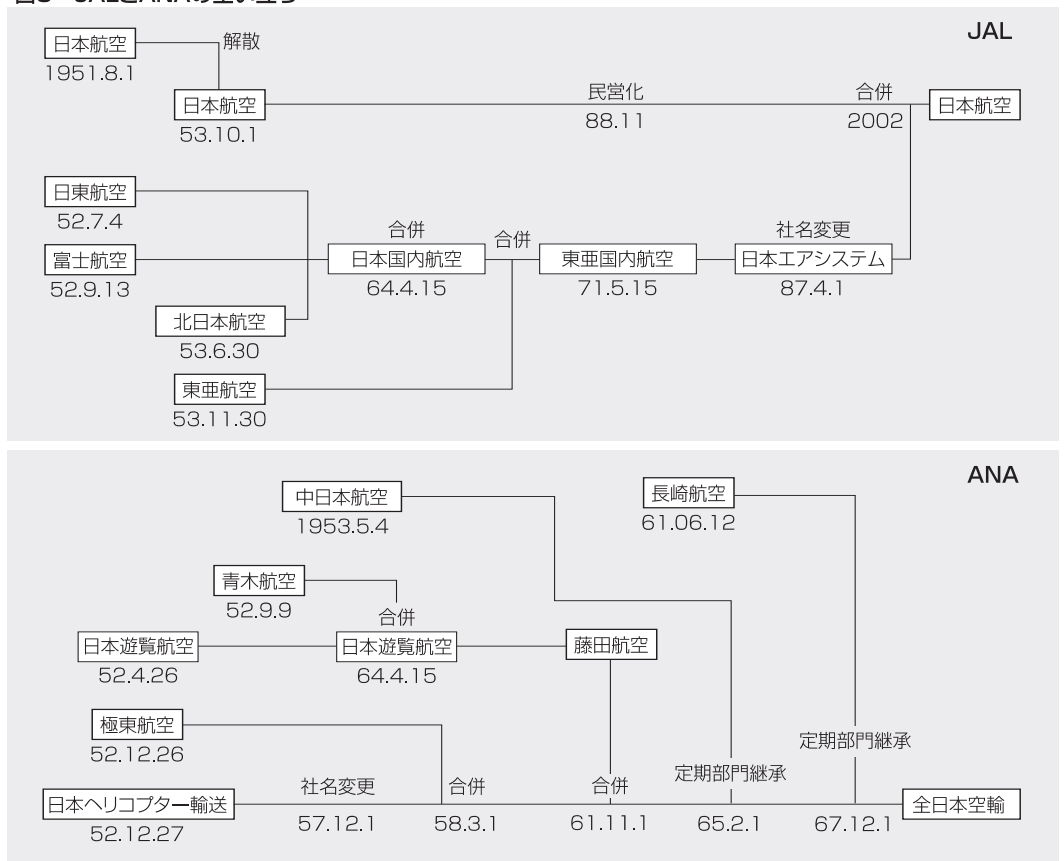 JAL
日本航空
1951.8.1
解散
日本航空
53.10.1
民営化
88.11
合併
2002
日本航空
日東航空
52.7.4
富士航空
52.9.13
北日本航空
53.6.30
東亜航空
53.11.30
合併
日本国内航空
64.4.15
合併
東亜国内航空
71.5.15
社名変更
日本エアシステム
87.4.1
ANA
中日本航空
1953.5.4
長崎航空
61.06.12
青木航空
52.9.9
合併
日本遊覧航空
52.4.26
日本遊覧航空
64.4.15
藤田航空
極東航空
52.12.26
日本ヘリコプター輸送
52.12.27
社名変更
57.12.1
合併
58.3.1
合併
61.11.1
定期部門継承
65.2.1
定期部門継承
67.12.1
全日本空輸